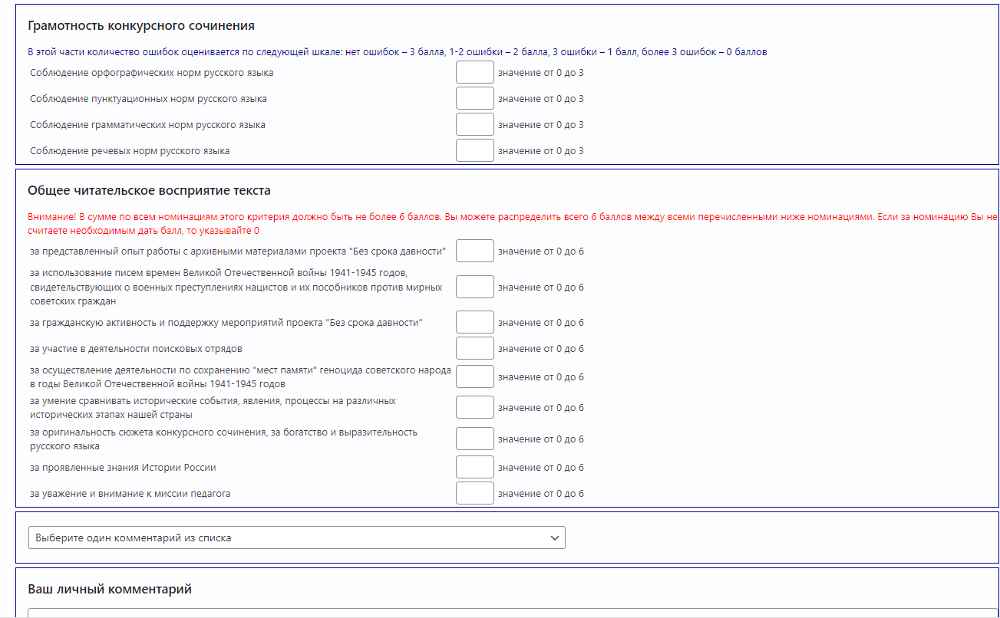 Грамотность конкурсного сочинения
В этой части количество ошибок оценивается по следующей шкале: нет ошибок – 3 балла, 1-2 ошибки – 2 балла, 3 ошибки – 1 балл, более 3 ошибок – 0 баллов
Соблюдение орфографических норм русского языка значение от 0 до 3
Соблюдение пунктуационных норм русского языка значение от 0 до 3
Соблюдение грамматических норм русского языка значение от 0 до 3
Соблюдение речевых норм русского языка значение от 0 до 3
Общее читательское восприятие текста
Внимание! В сумме по всем номинациям этого критерия должно быть не более 6 баллов. Вы можете распределить всего 6 баллов между всеми перечисленными ниже номинациями. Если за номинацию Вы не
считаете необходимым дать балл, то указывайте 0
за представленный опыт работы с архивными материалами проекта "Без срока давности" значение от 0 до 6
за использование писем времен Великой Отечественной войны 1941-1945 годов,
свидетельствующих о военных преступлениях нацистов и их пособников против мирных значение от 0 до 6
советских граждан
за гражданскую активность и поддержку мероприятий проекта "Без срока давности" значение от 0 до 6
за участие в деятельности поисковых отрядов значение от 0 до 6
за осуществление деятельности по сохранению "мест памяти" геноцида советского народа значение от 0 до 6
в годы Великой Отечественной войны 1941-1945 годов
за умение сравнивать исторические события, явления, процессы на различных значение от 0 до 6
исторических этапах нашей страны
за оригинальность сюжета конкурсного сочинения, за богатство и выразительность значение от 0 до 6
русского языка
за проявленные знания Истории России значение от 0 до 6
за уважение и внимание к миссии педагога значение от 0 до 6
Выберите один комментарий из списка
Ваш личный комментарий